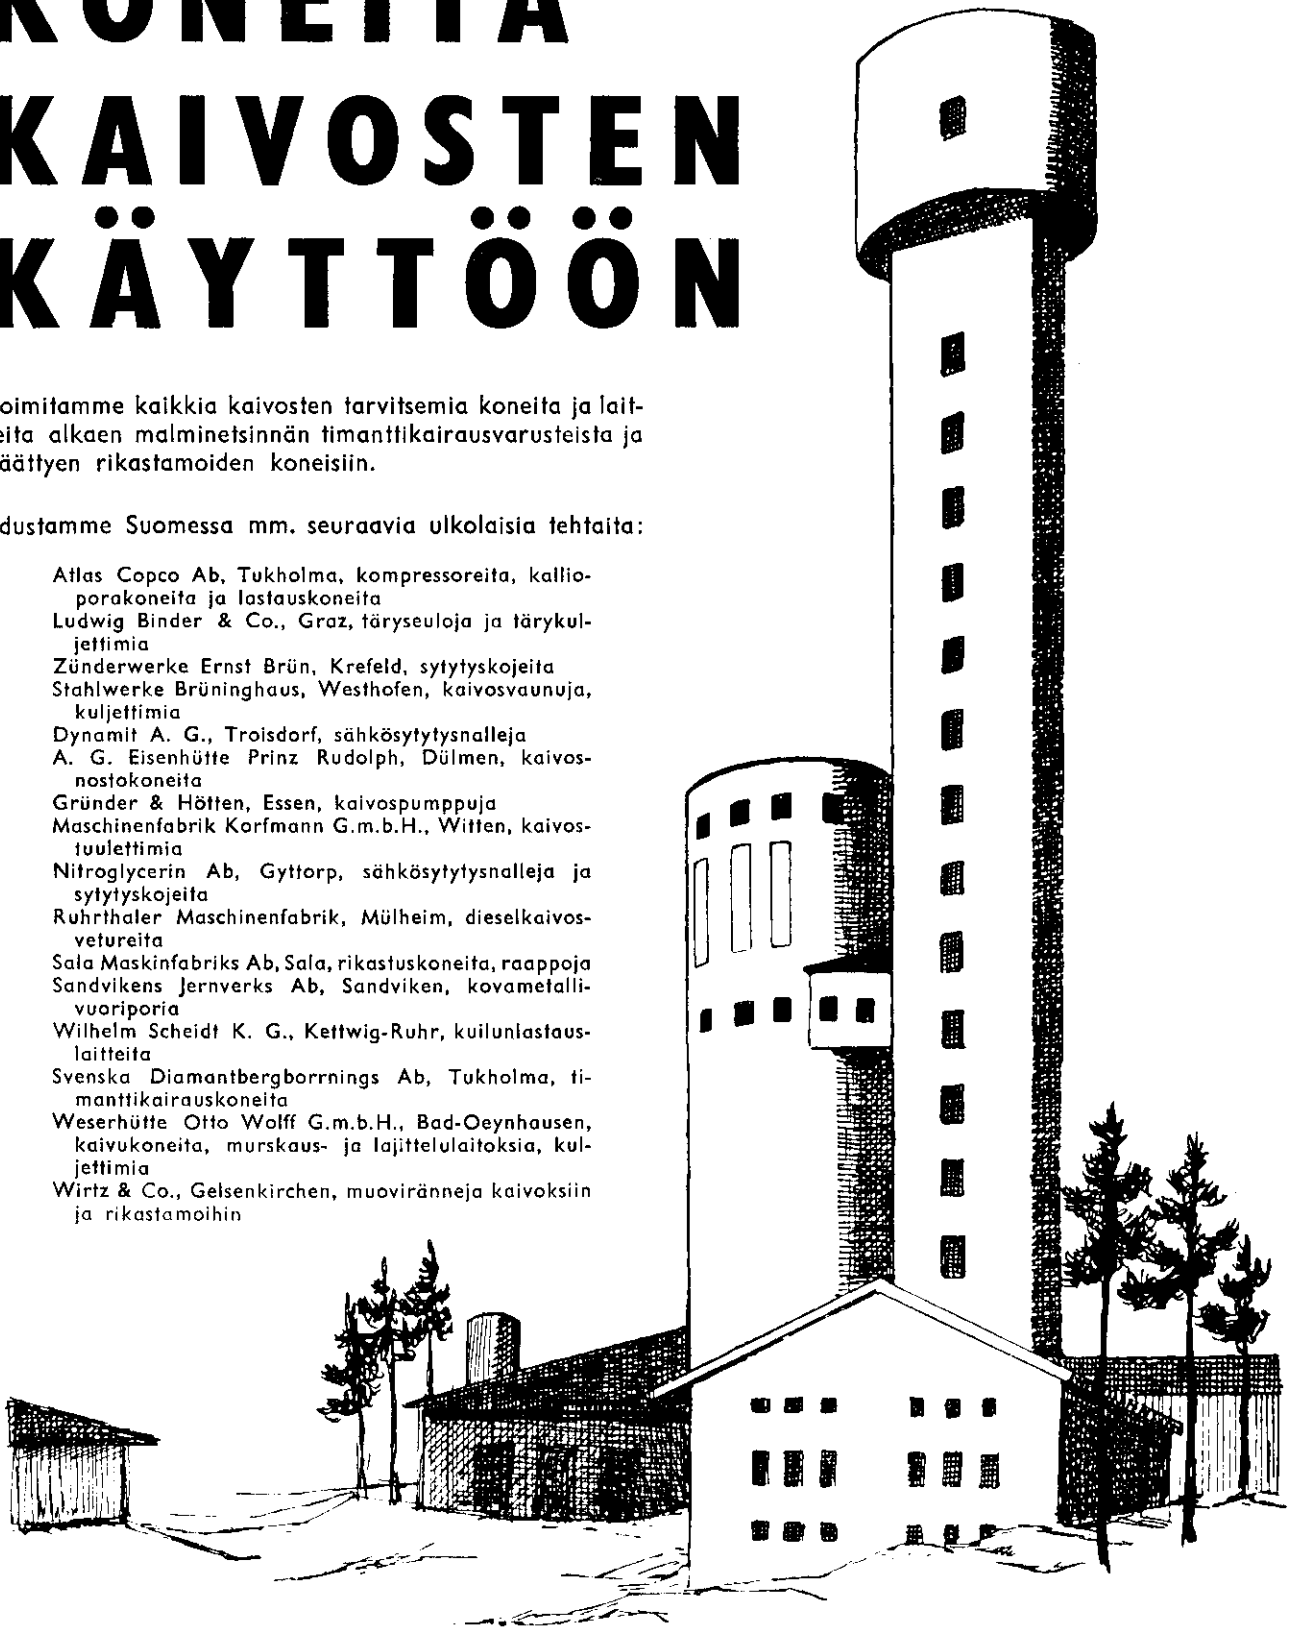 KONEITA
KAIVOSTEN
KÄYTTÖÖN
oimitamme kaikkia kaivosten tarvitsemia koneita ja lait-
eita alkaen malminetsinnän timanttikairausvarusteista ja
äättyen rikastamoiden koneisiin.
dustamme Suomessa mm. seuraavia ulkolaisia tehtaita:
Atlas Copco Ab, Tukholma, kompressoreita, kallio-
porakoneita ja lastauskoneita
Ludwig Binder & Co., Graz, täryseuloja ja tärykul-
jettimia
Zünderwerke Ernst Brün, Krefeld, sytytyskojeita
Stahlwerke Brüninghaus, Westhofen, kaivosvaunuja,
kuljettimia
Dynamit A. G., Troisdorf, sähkösytytysnalleja
A. G. Eisenhütte Prinz Rudolph, Dülmen, kaivos-
nostokoneita
Gründer & Hötten, Essen, kaivospumppuja
Maschinenfabrik Korfmann G.m.b.H., Witten, kaivos-
tuulettimia
Nitroglycerin Ab, Gyttorp, sähkösytytysnalleja ja
sytytyskojeita
Ruhrthaler Maschinenfabrik, Mülheim, dieselkaivos-
vetureita
Sala Maskinfabriks Ab, Sala, rikastuskoneita, raappoja
Sandvikens Jernverks Ab, Sandviken, kovametalli-
vuoriporia
Wilhelm Scheidt K. G., Kettwig-Ruhr, kuilunlastaus-
laitteita
Svenska Diamantbergborrnings Ab, Tukholma, ti-
manttikairauskoneita
Weserhütte Otto Wolff G.m.b.H., Bad-Oeynhausen,
kaivukoneita, murskaus- ja lajittelulaitoksia, kul-
jettimia
Wirtz & Co., Gelsenkirchen, muoviränneja kaivoksiin
ja rikastamoihin